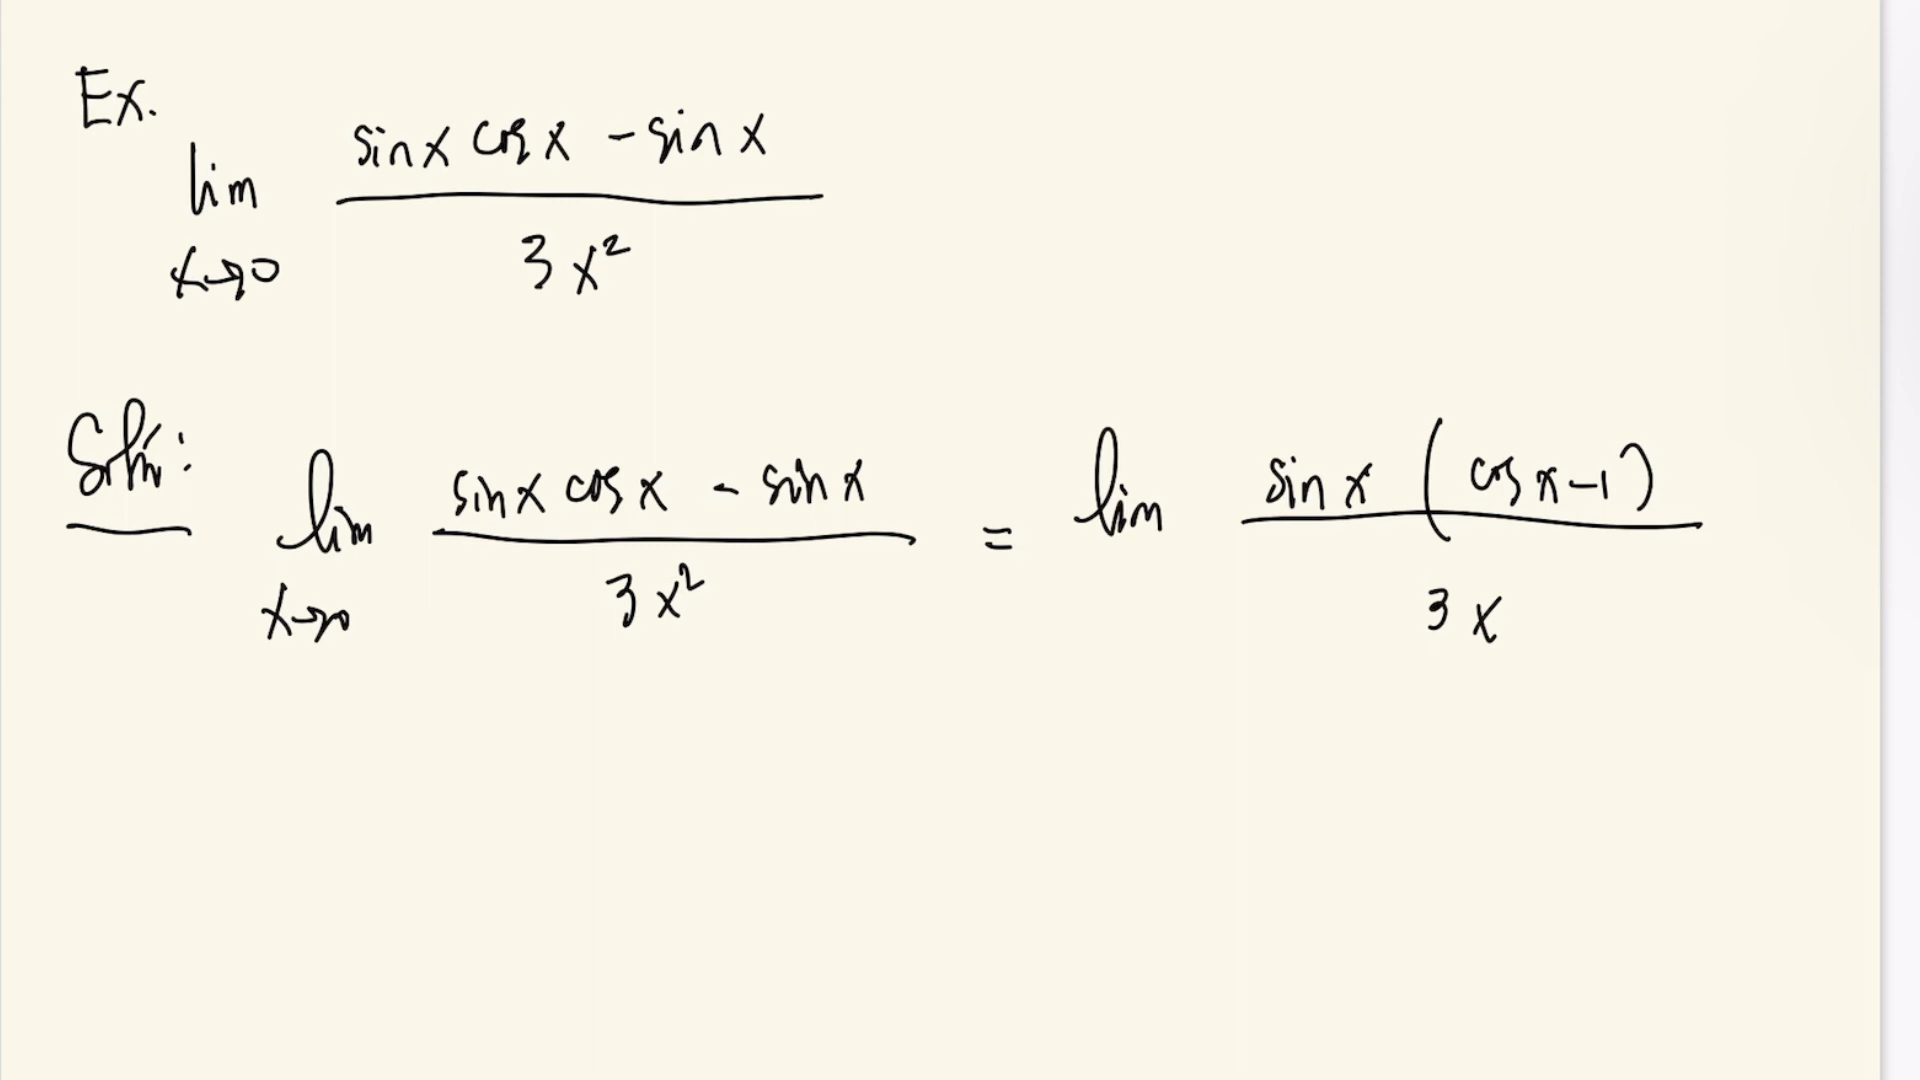 Ex.
lim x→0 (sin x cos x - sin x) / 3x²
Soln: lim x→0 (sin x cos x - sin x) / 3x² = lim sin x (cos x - 1) / 3x